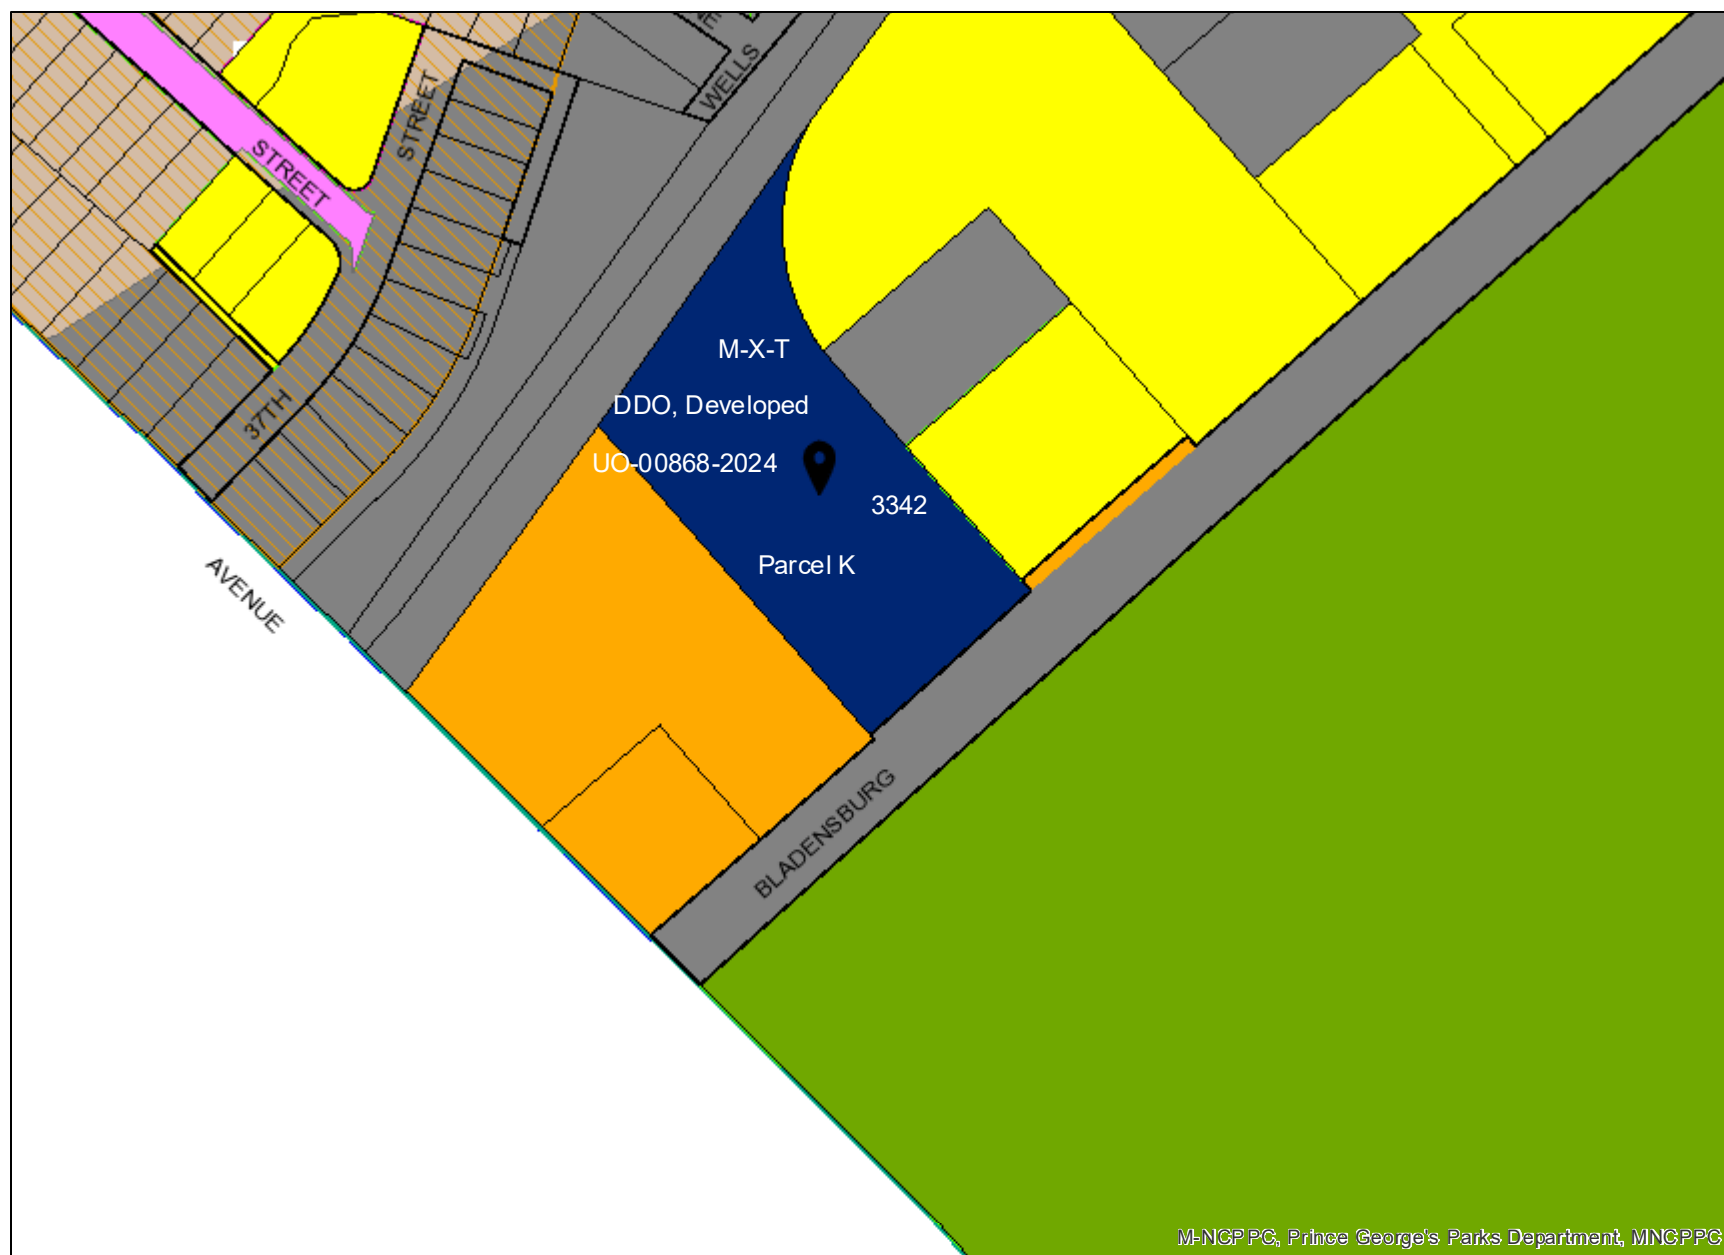 WELLS
STREET
STREET
M-X-T
DDO, Developed
37TH
UO-00868-2024
3342
Parcel K
AVENUE
BLADENSBURG
M-NCPPC, Prince George's Parks Department, MNCPPC